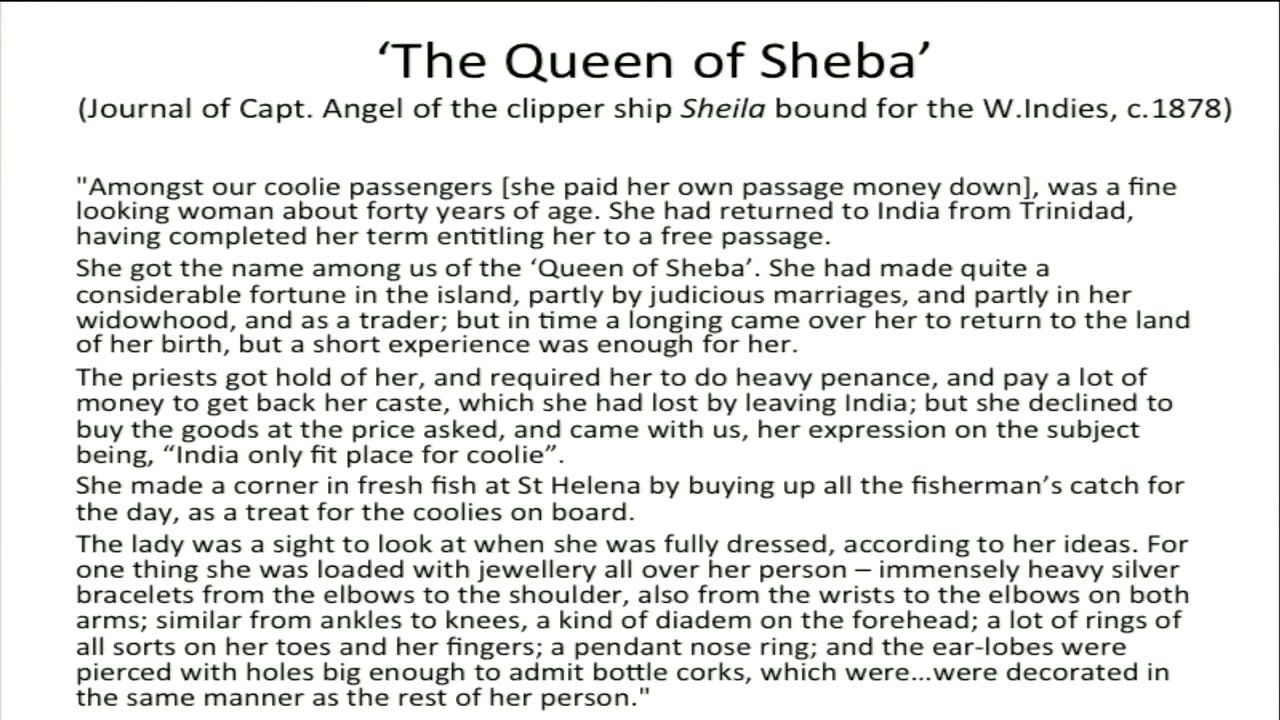 ‘The Queen of Sheba’
(Journal of Capt. Angel of the clipper ship Sheila bound for the W.Indies, c.1878)
"Amongst our coolie passengers [she paid her own passage money down], was a fine
looking woman about forty years of age. She had returned to India from Trinidad,
having completed her term entitling her to a free passage.
She got the name among us of the ‘Queen of Sheba’. She had made quite a
considerable fortune in the island, partly by judicious marriages, and partly in her
widowhood, and as a trader; but in time a longing came over her to return to the land
of her birth, but a short experience was enough for her.
The priests got hold of her, and required her to do heavy penance, and pay a lot of
money to get back her caste, which she had lost by leaving India; but she declined to
buy the goods at the price asked, and came with us, her expression on the subject
being, “India only fit place for coolie”.
She made a corner in fresh fish at St Helena by buying up all the fisherman’s catch for
the day, as a treat for the coolies on board.
The lady was a sight to look at when she was fully dressed, according to her ideas. For
one thing she was loaded with jewellery all over her person – immensely heavy silver
bracelets from the elbows to the shoulder, also from the wrists to the elbows on both
arms; similar from ankles to knees, a kind of diadem on the forehead; a lot of rings of
all sorts on her toes and her fingers; a pendant nose ring; and the ear-lobes were
pierced with holes big enough to admit bottle corks, which were...were decorated in
the same manner as the rest of her person."